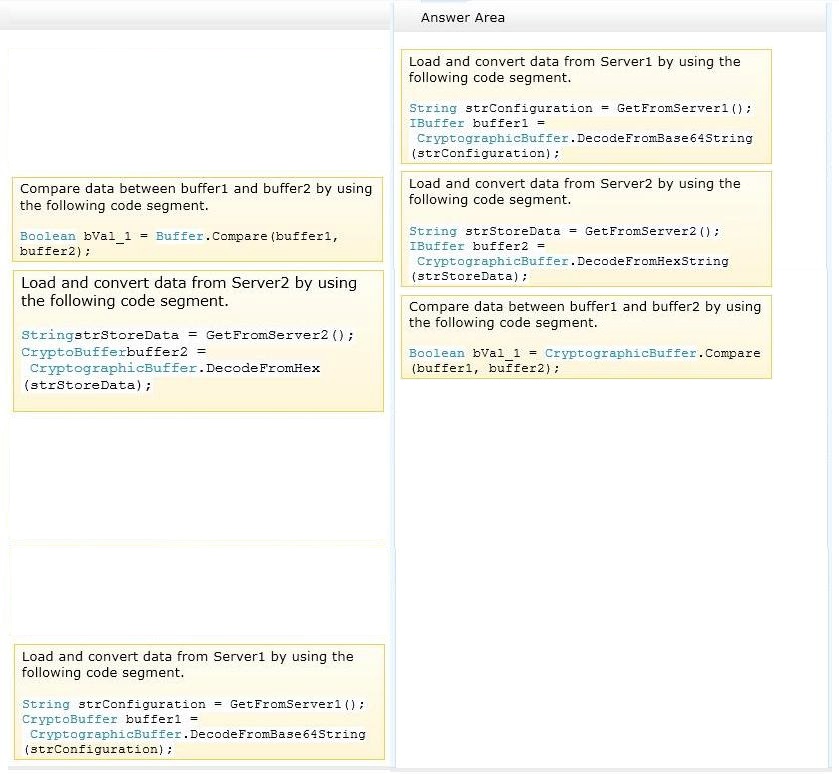 Compare data between buffer1 and buffer2 by using
the following code segment.
Boolean bVal_1 = Buffer.Compare(buffer1,
buffer2);
Load and convert data from Server2 by using
the following code segment.
StringstrStoreData = GetFromServer2();
CryptoBufferbuffer2 =
CryptographicBuffer.DecodeFromHex
(strStoreData);
Load and convert data from Server1 by using the
following code segment.
String strConfiguration = GetFromServer1();
CryptoBuffer buffer1 =
CryptographicBuffer.DecodeFromBase64String
(strConfiguration);
Answer Area
Load and convert data from Server1 by using the
following code segment.
String strConfiguration = GetFromServer1();
IBuffer buffer1 =
CryptographicBuffer.DecodeFromBase64String
(strConfiguration);
Load and convert data from Server2 by using the
following code segment.
String strStoreData = GetFromServer2();
IBuffer buffer2 =
CryptographicBuffer.DecodeFromHexString
(strStoreData);
Compare data between buffer1 and buffer2 by using
the following code segment.
Boolean bVal_1 = CryptographicBuffer.Compare
(buffer1, buffer2);